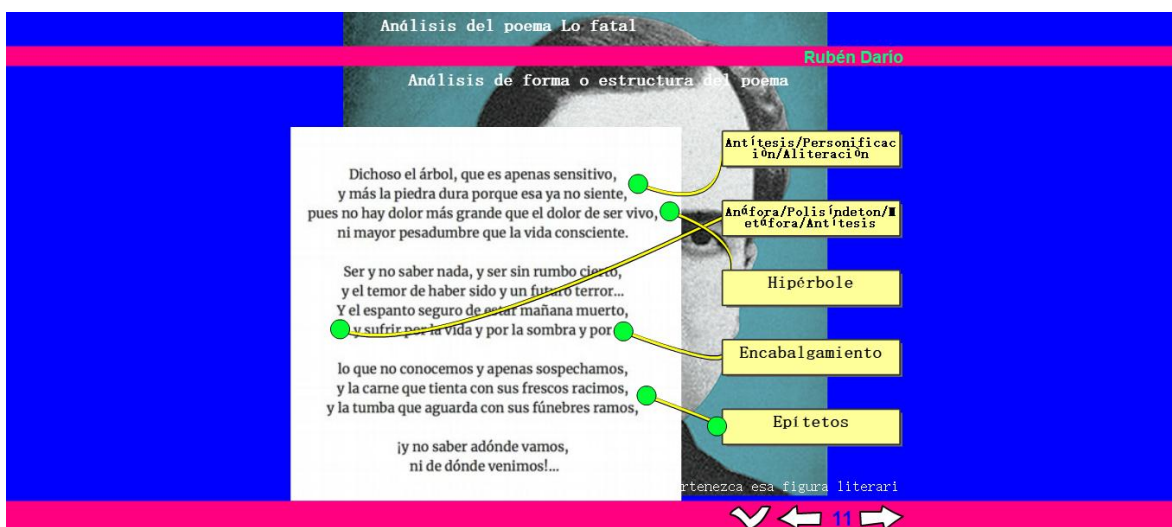 Análisis del poema Lo fatal
Rubén Darío
Análisis de forma o estructura del poema
Dichoso el árbol, que es apenas sensitivo,
y más la piedra dura porque esa ya no siente,
pues no hay dolor más grande que el dolor de ser vivo,
ni mayor pesadumbre que la vida consciente.
Ser y no saber nada, y ser sin rumbo cierto,
y el temor de haber sido y un futuro terror...
Y el espanto seguro de estar mañana muerto,
y sufrir por la vida y por la sombra y por
lo que no conocemos y apenas sospechamos,
y la carne que tienta con sus frescos racimos,
y la tumba que aguarda con sus fúnebres ramos,
¡y no saber adónde vamos,
ni de dónde venimos!...
Antítesis/Personificac
iòn/Aliteraciòn
Anáfora/Polisíndeton/M
etáfora/Antítesis
Hipérbole
Encabalgamiento
Epítetos
rtenezca esa figura literari
11